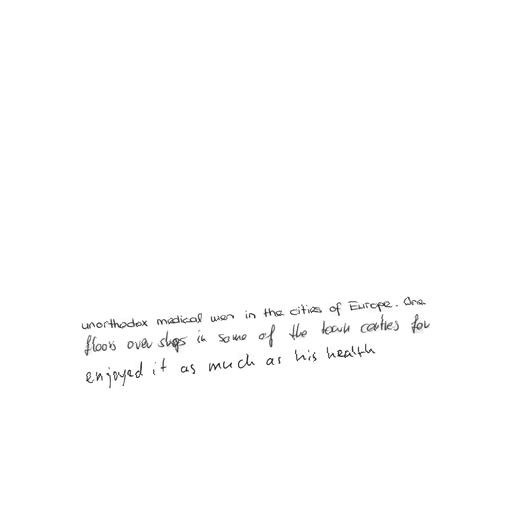 unorthodox medical men in the cities of Europe. One
floors over shops in some of the town centres for
enjoyed it as much as his health